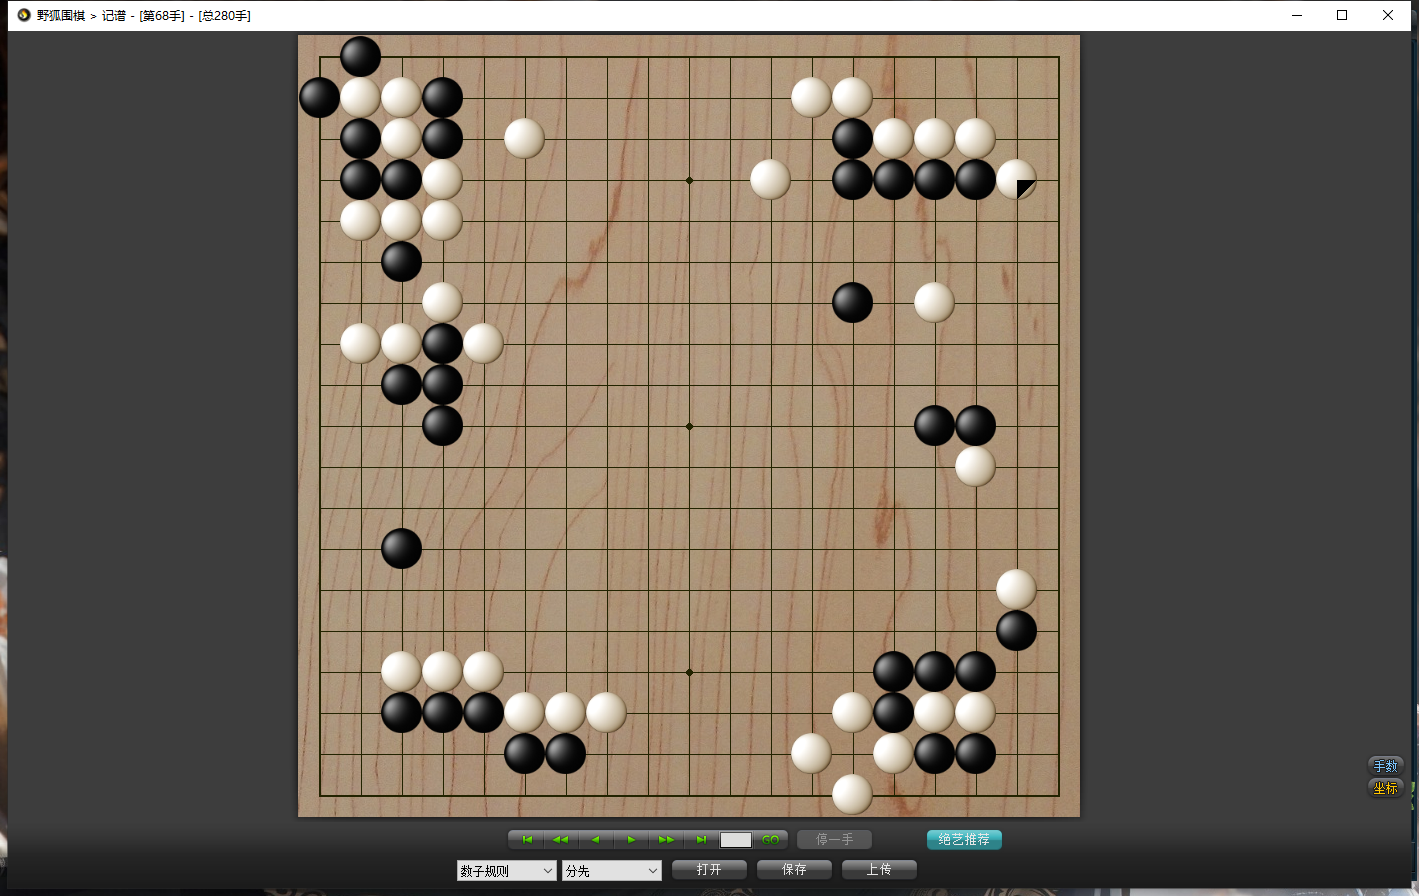 野狐围棋 > 记谱 - [第68手] - [总280手]
手数
坐标
GO 停一手 绝艺推荐
数子规则 分先 打开 保存 上传